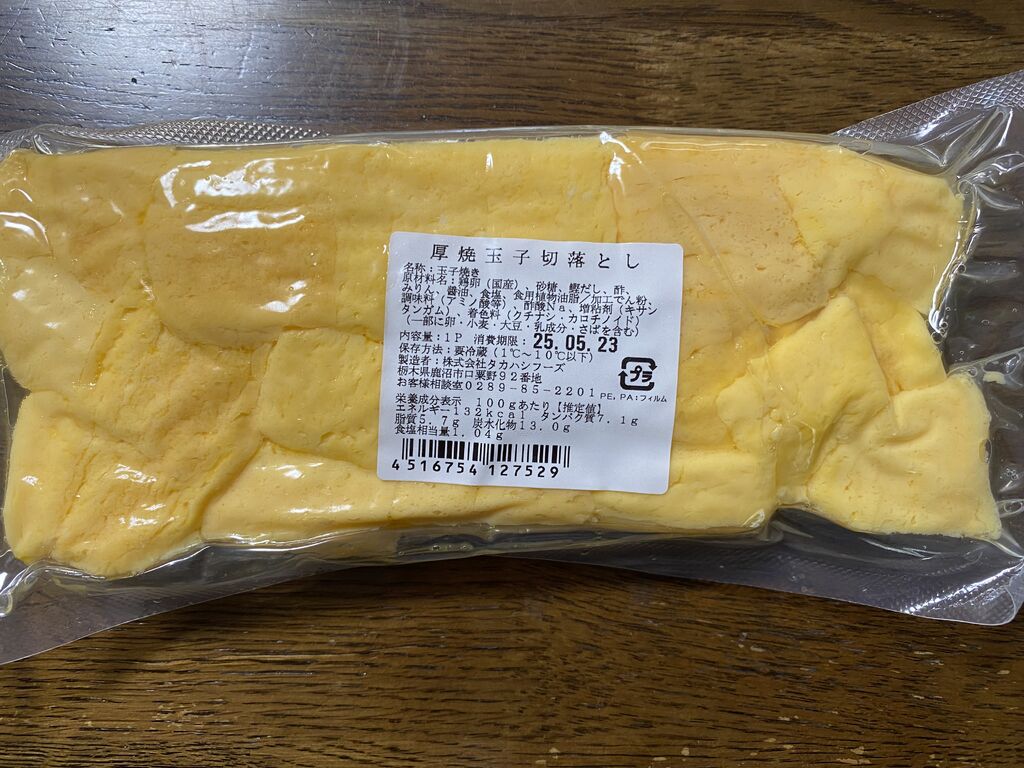 厚焼玉子切落とし
名称：玉子焼き
原材料名：鶏卵（国産）、砂糖、鰹だし、酢、
みりん、醤油、食塩、食用植物油脂／加工でん粉、
調味料（アミノ酸等）、酢酸Ｎａ、増粘剤（キサン
タンガム）、着色料（クチナシ・カロチノイド）
（一部に卵・小麦・大豆・乳成分・さばを含む）
内容量：１Ｐ 消費期限：25.05.23
保存方法：要冷蔵（１℃～１０℃以下）
製造者：株式会社タカハシフーズ
栃木県鹿沼市口粟野９２番地
お客様相談室０２８９－８５－２２０１
プラ
PE,PA：フィルム
栄養成分表示 １００ｇあたり【推定値】
エネルギー１３２ｋｃａｌ タンパク質７．１ｇ
脂質５．７ｇ 炭水化物１３．０ｇ
食塩相当量１．０４ｇ
4516754127529